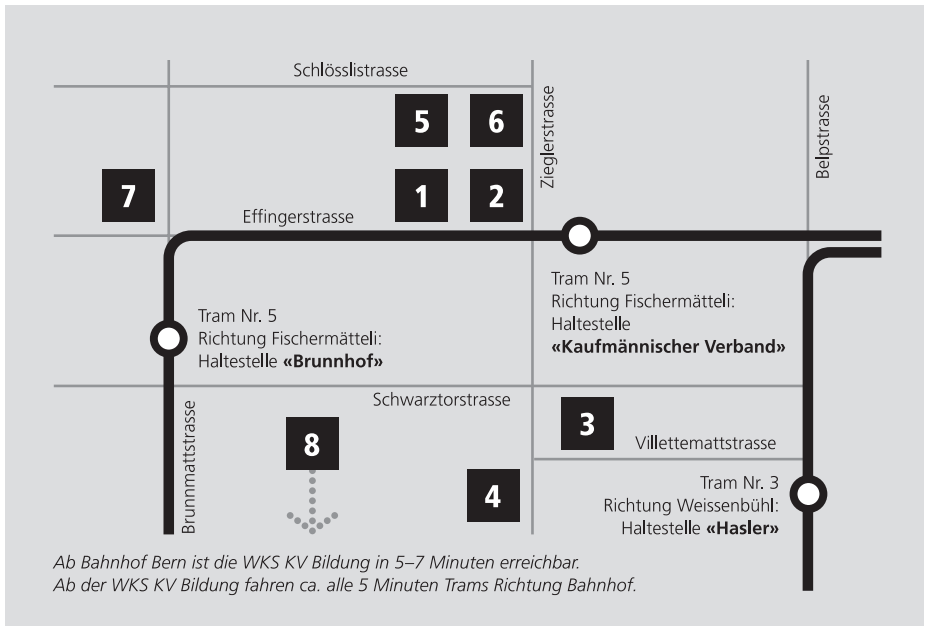 Schlösslistrasse
Zieglerstrasse
Belpstrasse
5
6
7
1
2
Effingerstrasse
Tram Nr. 5
Richtung Fischermätteli:
Haltestelle
«Kaufmännischer Verband»
Tram Nr. 5
Richtung Fischermätteli:
Haltestelle «Brunnhof»
Schwarztorstrasse
Brunnmattstrasse
3
Villettemattstrasse
8
4
Tram Nr. 3
Richtung Weissenbühl:
Haltestelle «Hasler»
Ab Bahnhof Bern ist die WKS KV Bildung in 5–7 Minuten erreichbar.
Ab der WKS KV Bildung fahren ca. alle 5 Minuten Trams Richtung Bahnhof.